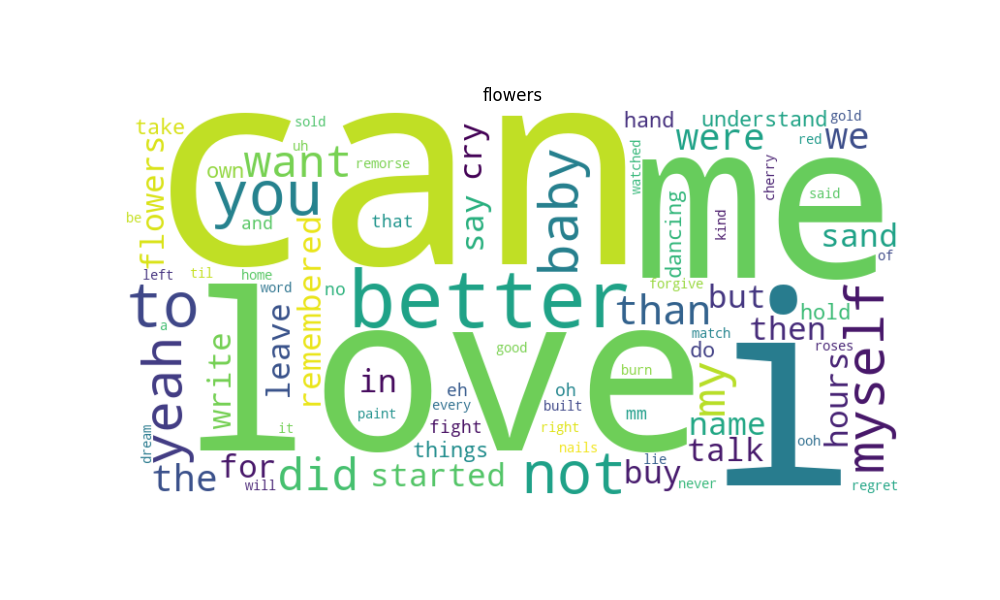 flowers
can
me
love
i
better
not
you
to
want
baby
myself
yeah
did
were
we
the
for
my
flowers
remembered
started
write
leave
say
cry
than
but
then
name
talk
buy
in
hours
sand
hold
understand
hand
take
dancing
own
and
that
things
fight
do
sold
uh
remorse
be
left
til
home
word
no
a
it
dream
will
paint
eh
every
oh
built
right
nails
good
burn
mm
match
forgive
lie
never
ooh
roses
regret
of
said
kind
cherry
red
gold
watched